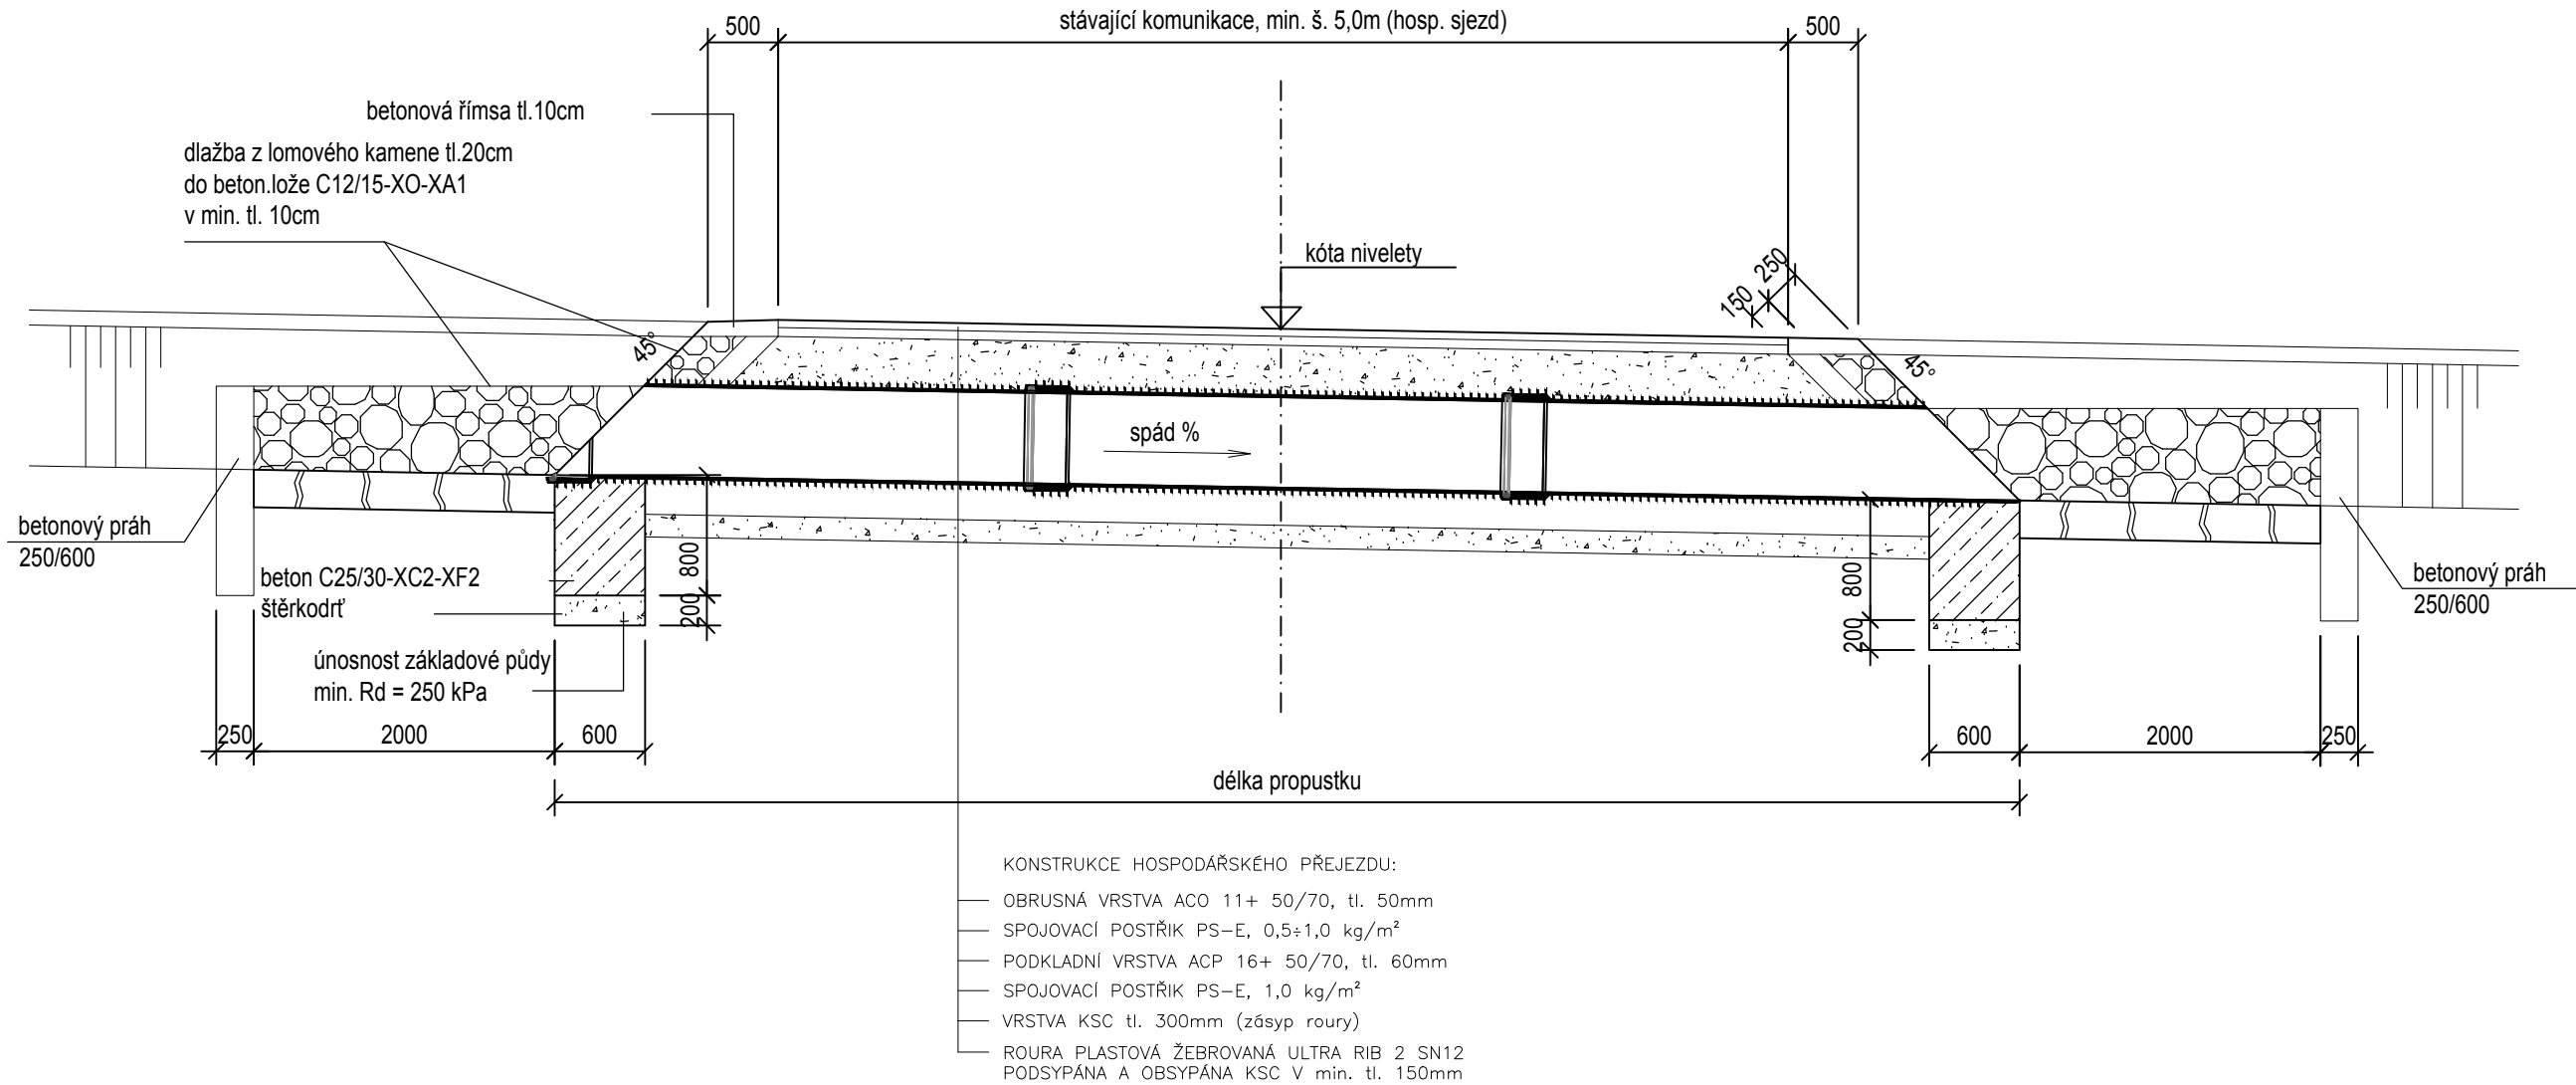 500
stávající komunikace, min. š. 5,0m (hosp. sjezd)
500
betonová římsa tl.10cm
dlažba z lomového kamene tl.20cm
do beton.lože C12/15-XO-XA1
v min. tl. 10cm
kóta nivelety
150
250
45°
45°
spád %
betonový práh
250/600
beton C25/30-XC2-XF2
štěrkodrť
800
200
800
200
betonový práh
250/600
únosnost základové půdy
min. Rd = 250 kPa
250
2000
600
600
2000
250
délka propustku
KONSTRUKCE HOSPODÁŘSKÉHO PŘEJEZDU:
OBRUSNÁ VRSTVA ACO 11+ 50/70, tl. 50mm
SPOJOVACÍ POSTŘIK PS-E, 0,5÷1,0 kg/m²
PODKLADNÍ VRSTVA ACP 16+ 50/70, tl. 60mm
SPOJOVACÍ POSTŘIK PS-E, 1,0 kg/m²
VRSTVA KSC tl. 300mm (zásyp roury)
ROURA PLASTOVÁ ŽEBROVANÁ ULTRA RIB 2 SN12
PODSYPÁNA A OBSYPÁNA KSC V min. tl. 150mm